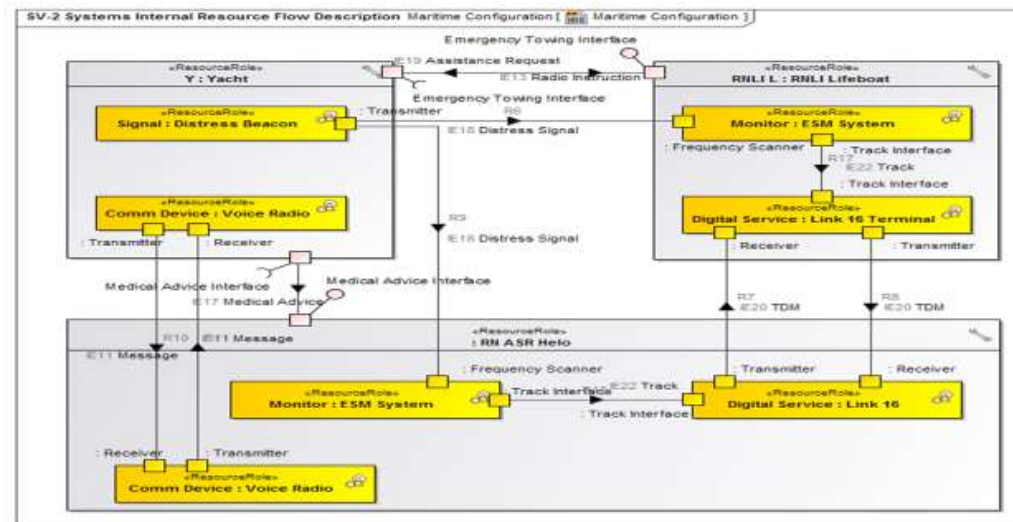 SV-2 Systems Internal Resource Flow Description Maritime Configuration [ Maritime Configuration ]
Emergency Towing Interface
IE19 Assistance Request
IE13 Radio Instruction
Emergency Towing Interface
«ResourceRole»
Y : Yacht
«ResourceRole»
RNLI L : RNLI Lifeboat
«ResourceRole»
Signal : Distress Beacon
: Transmitter
R6
IE18 Distress Signal
«ResourceRole»
Monitor : ESM System
: Frequency Scanner
: Track Interface
R17
IE22 Track
: Track Interface
«ResourceRole»
Comm Device : Voice Radio
: Transmitter
: Receiver
R9
IE18 Distress Signal
«ResourceRole»
Digital Service : Link 16 Terminal
: Receiver
: Transmitter
Medical Advice Interface
Medical Advice Interface
IE17 Medical Advice
R7
IE20 TDM
R8
IE20 TDM
R10
IE11 Message
IE11 Message
«ResourceRole»
: RN ASR Helo
: Frequency Scanner
: Transmitter
: Receiver
«ResourceRole»
Monitor : ESM System
: Track Interface
IE22 Track
: Track Interface
«ResourceRole»
Digital Service : Link 16
: Receiver
: Transmitter
«ResourceRole»
Comm Device : Voice Radio